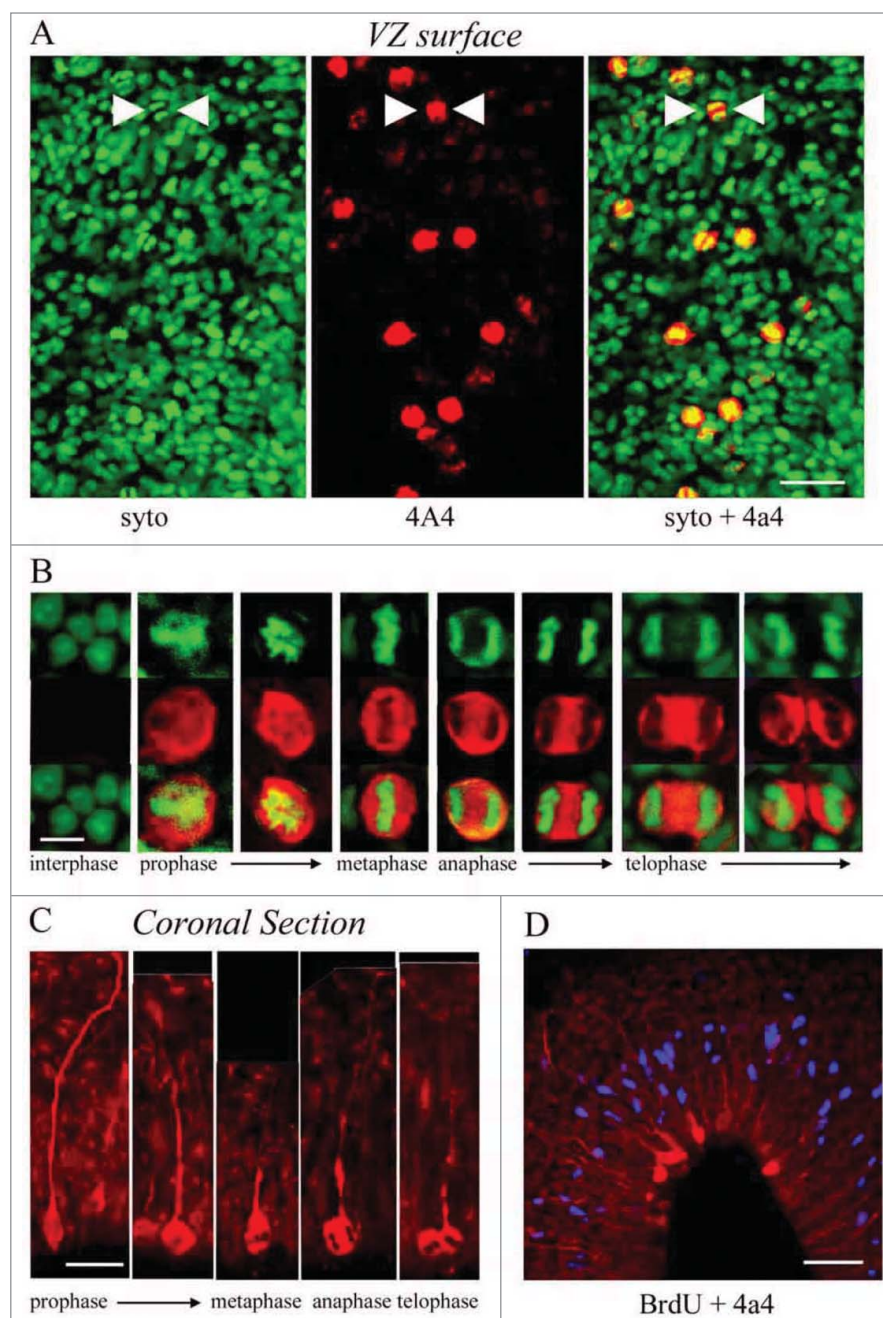 A
VZ surface
syto
4A4
syto + 4a4
B
interphase
prophase
metaphase
anaphase
telophase
C
Coronal Section
prophase
metaphase
anaphase
telophase
D
BrdU + 4a4